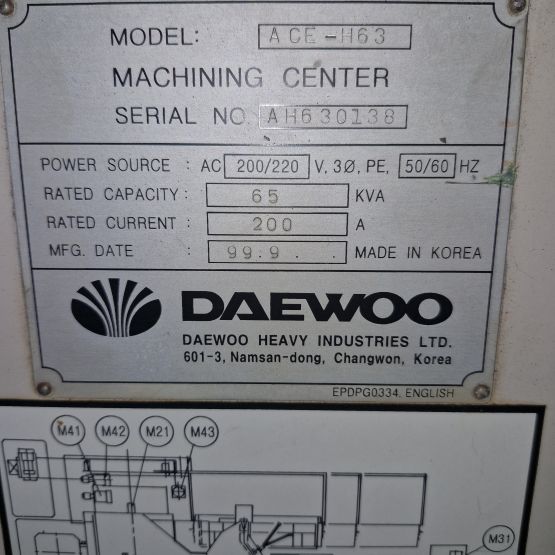 MODEL: ACE-H63
MACHINING CENTER
SERIAL NO. AH630138
POWER SOURCE : AC 200/220 V, 3Ø, PE, 50/60 HZ
RATED CAPACITY: 65 KVA
RATED CURRENT : 200 A
MFG. DATE : 99.9 . . MADE IN KOREA
DAEWOO
DAEWOO HEAVY INDUSTRIES LTD.
601-3, Namsan-dong, Changwon, Korea
EPDPG0334. ENGLISH
M41 M42 M21 M43
M31